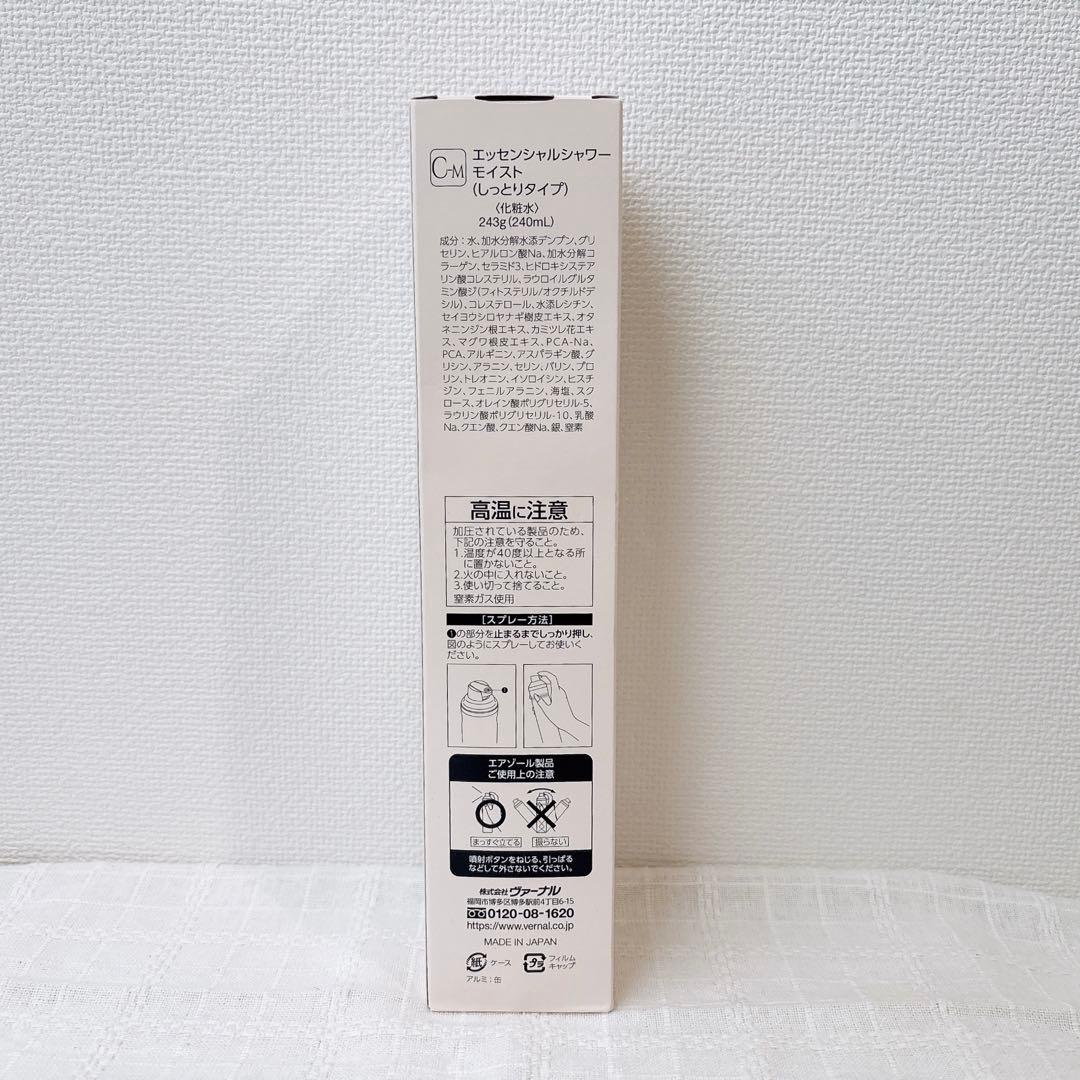 C-M
エッセンシャルシャワー
モイスト
(しっとりタイプ)
〈化粧水〉
243g(240mL)
成分：水、加水分解水添デンプン、グリ
セリン、ヒアルロン酸Na、加水分解コ
ラーゲン、セラミド3、ヒドロキシステア
リン酸コレステリル、ラウロイルグルタ
ミン酸ジ(フィトステリル/オクチルドデ
シル)、コレステロール、水添レシチン、
セイヨウシロヤナギ樹皮エキス、オタ
ネニンジン根エキス、カミツレ花エキ
ス、マグワ根皮エキス、PCA-Na、
PCA、アルギニン、アスパラギン酸、グ
リシン、アラニン、セリン、バリン、プロ
リン、トレオニン、イソロイシン、ヒスチ
ジン、フェニルアラニン、海塩、スク
ロース、オレイン酸ポリグリセリル-5、
ラウリン酸ポリグリセリル-10、乳酸
Na、クエン酸、クエン酸Na、銀、窒素
高温に注意
加圧されている製品のため、
下記の注意を守ること。
1.温度が40度以上となる所
に置かないこと。
2.火の中に入れないこと。
3.使い切って捨てること。
窒素ガス使用
[スプレー方法]
❶の部分を止まるまでしっかり押し、
図のようにスプレーしてお使いく
ださい。
❶
エアゾール製品
ご使用上の注意
まっすぐ立てる 振らない
噴射ボタンをねじる、引っぱる
などして外さないでください。
株式会社 ヴァーナル
福岡市博多区博多駅前4丁目6-15
0120-08-1620
https://www.vernal.co.jp
MADE IN JAPAN
紙 ケース プラ フィルム
キャップ
アルミ：缶